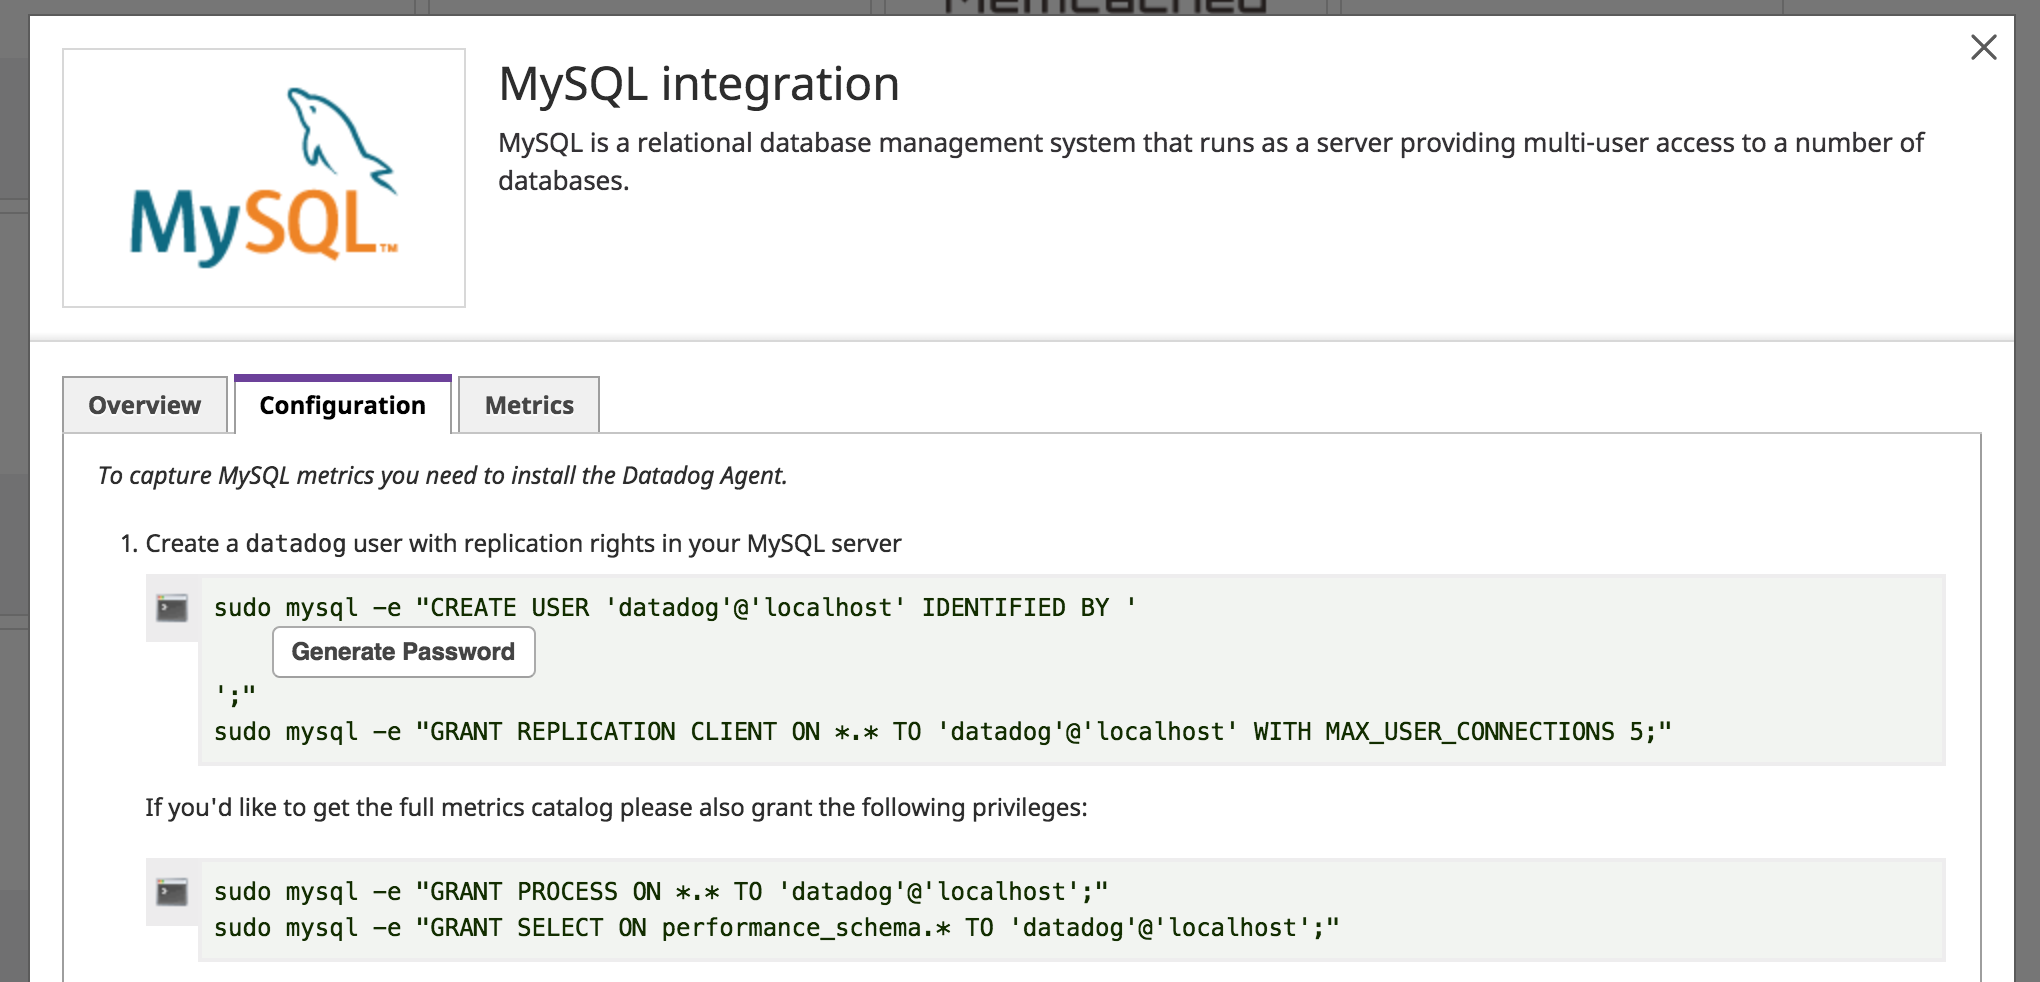 Memcached
MySQL™
MySQL integration
MySQL is a relational database management system that runs as a server providing multi-user access to a number of
databases.
Overview
Configuration
Metrics
To capture MySQL metrics you need to install the Datadog Agent.
1. Create a datadog user with replication rights in your MySQL server
sudo mysql -e "CREATE USER 'datadog'@'localhost' IDENTIFIED BY '
Generate Password
';"
sudo mysql -e "GRANT REPLICATION CLIENT ON *.* TO 'datadog'@'localhost' WITH MAX_USER_CONNECTIONS 5;"
If you'd like to get the full metrics catalog please also grant the following privileges:
sudo mysql -e "GRANT PROCESS ON *.* TO 'datadog'@'localhost';"
sudo mysql -e "GRANT SELECT ON performance_schema.* TO 'datadog'@'localhost';"